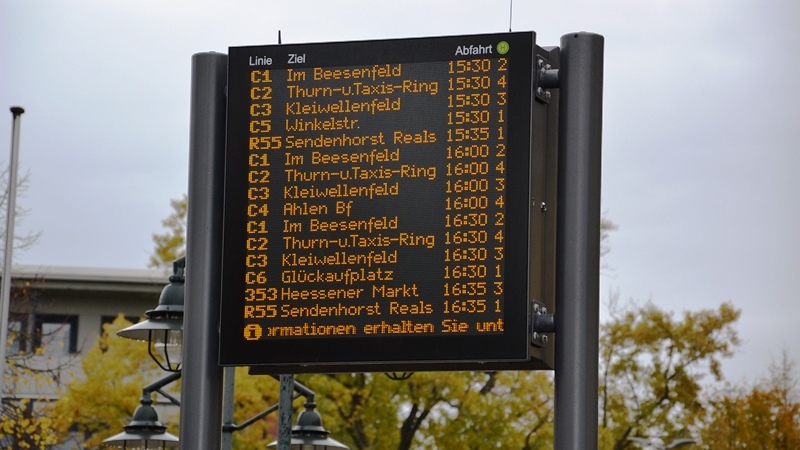 Linie Ziel Abfahrt H
C1 Im Beesenfeld 15:30 2
C2 Thurn-u.Taxis-Ring 15:30 4
C3 Kleiwellenfeld 15:30 3
C5 Winkelstr. 15:30 1
R55 Sendenhorst Reals 15:35 1
C1 Im Beesenfeld 16:00 2
C2 Thurn-u.Taxis-Ring 16:00 4
C3 Kleiwellenfeld 16:00 3
C4 Ahlen Bf 16:00 4
C1 Im Beesenfeld 16:30 2
C2 Thurn-u.Taxis-Ring 16:30 4
C3 Kleiwellenfeld 16:30 3
C6 Glückaufplatz 16:30 1
353 Heessener Markt 16:35 3
R55 Sendenhorst Reals 16:35 1
i ormationen erhalten Sie unt